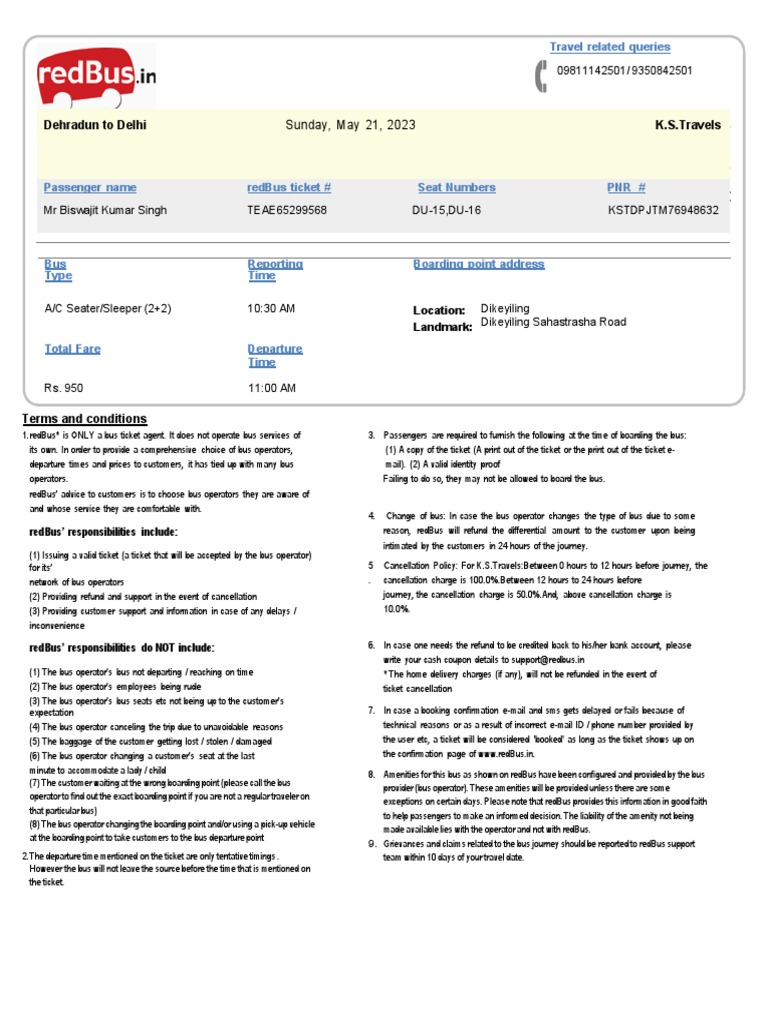 Travel related queries
redBus.in
09811142501/9350842501
Dehradun to Delhi Sunday, May 21, 2023 K.S.Travels
Passenger name redBus ticket # Seat Numbers PNR #
Mr Biswajit Kumar Singh TEAE65299568 DU-15,DU-16 KSTDPJTM76948632
Bus Reporting Boarding point address
Type Time
A/C Seater/Sleeper (2+2) 10:30 AM Location: Dikeyiling
Landmark: Dikeyiling Sahastrasha Road
Total Fare Departure
Time
Rs. 950 11:00 AM
Terms and conditions
1.redBus* is ONLY a bus ticket agent. It does not operate bus services of
its own. In order to provide a comprehensive choice of bus operators,
departure times and prices to customers, it has tied up with many bus
operators.
redBus' advice to customers is to choose bus operators they are aware of
and whose service they are comfortable with.
redBus' responsibilities include:
(1) Issuing a valid ticket (a ticket that will be accepted by the bus operator)
for its'
network of bus operators
(2) Providing refund and support in the event of cancellation
(3) Providing customer support and information in case of any delays /
inconvenience
redBus' responsibilities do NOT include:
(1) The bus operator's bus not departing / reaching on time
(2) The bus operator's employees being rude
(3) The bus operator's bus seats etc not being up to the customer's
expectation
(4) The bus operator canceling the trip due to unavoidable reasons
(5) The baggage of the customer getting lost / stolen / damaged
(6) The bus operator changing a customer's seat at the last
minute to accommodate a lady / child
(7) The customer waiting at the wrong boarding point (please call the bus
operator to find out the exact boarding point if you are not a regular traveler on
that particular bus)
(8) The bus operator changing the boarding point and/or using a pick-up vehicle
at the boarding point to take customers to the bus departure point
2.The departure time mentioned on the ticket are only tentative timings .
However the bus will not leave the source before the time that is mentioned on
the ticket.
3. Passengers are required to furnish the following at the time of boarding the bus:
(1) A copy of the ticket (A print out of the ticket or the print out of the ticket e-
mail). (2) A valid identity proof
Failing to do so, they may not be allowed to board the bus.
4. Change of bus: In case the bus operator changes the type of bus due to some
reason, redBus will refund the differential amount to the customer upon being
intimated by the customers in 24 hours of the journey.
5 Cancellation Policy: For K.S.Travels:Between 0 hours to 12 hours before journey, the
. cancellation charge is 100.0%.Between 12 hours to 24 hours before
journey, the cancellation charge is 50.0%.And, above cancellation charge is
10.0%.
6. In case one needs the refund to be credited back to his/her bank account, please
write your cash coupon details to support@redbus.in
*The home delivery charges (if any), will not be refunded in the event of
ticket cancellation
7. In case a booking confirmation e-mail and sms gets delayed or fails because of
technical reasons or as a result of incorrect e-mail ID / phone number provided by
the user etc, a ticket will be considered 'booked' as long as the ticket shows up on
the confirmation page of www.redBus.in.
8. Amenities for this bus as shown on redBus have been configured and provided by the bus
provider (bus operator). These amenities will be provided unless there are some
exceptions on certain days. Please note that redBus provides this information in good faith
to help passengers to make an informed decision. The liability of the amenity not being
made available lies with the operator and not with redBus.
9. Grievances and claims related to the bus journey should be reported to redBus support
team within 10 days of your travel date.